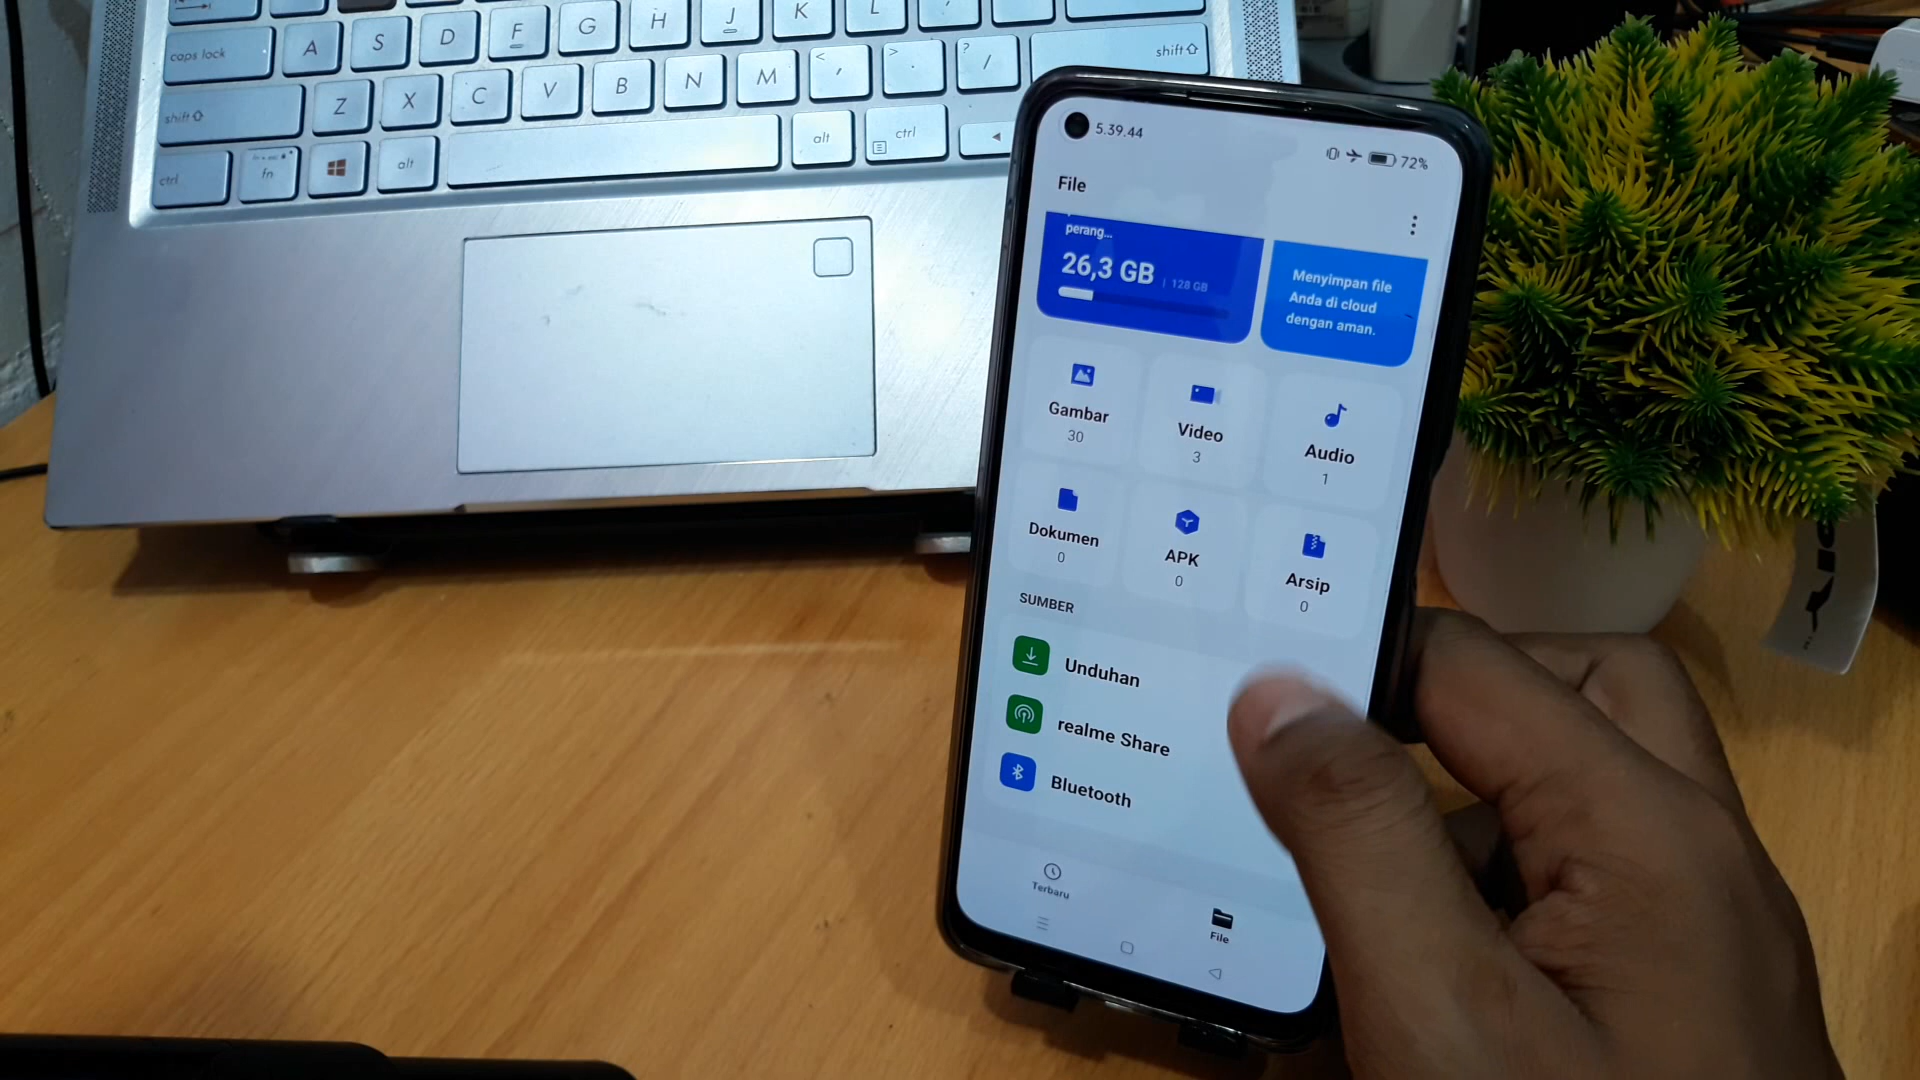 caps lock A S D F G H J K L ; '
shift Z X C V B N M < , > . ? / shift
ctrl fn alt alt ctrl
5.39.44
72%
File
perang...
26,3 GB | 128 GB
Menyimpan file
Anda di cloud
dengan aman.
Gambar
30
Video
3
Audio
1
Dokumen
0
APK
0
Arsip
0
SUMBER
Unduhan
realme Share
Bluetooth
Terbaru
File